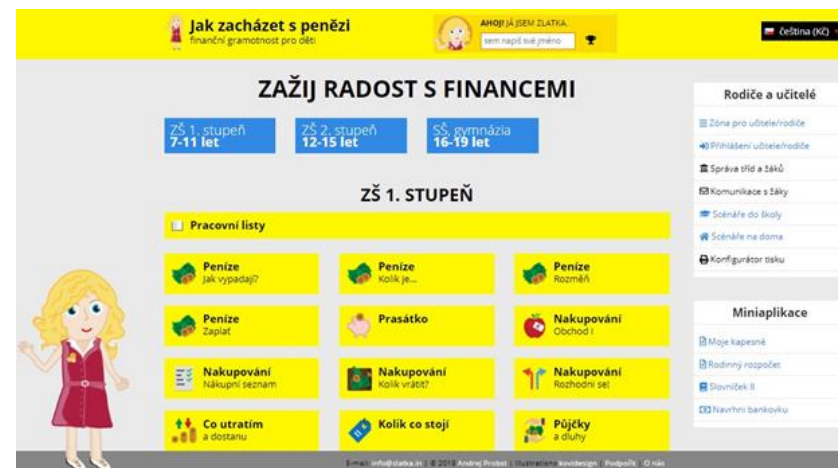 Jak zacházet s penězi
finanční gramotnost pro děti
AHOJ! JÁ JSEM ZLATKA.
sem napiš své jméno
čeština (Kč)
ZAŽIJ RADOST S FINANCEMI
ZŠ 1. stupeň
7-11 let
ZŠ 2. stupeň
12-15 let
SŠ, gymnázia
16-19 let
ZŠ 1. STUPEŇ
Pracovní listy
Peníze
Jak vypadají?
Peníze
Kolik je...
Peníze
Rozměň
Peníze
Zaplať
Prasátko
Nakupování
Obchod I
Nakupování
Nákupní seznam
Nakupování
Kolik vrátit?
Nakupování
Rozhodni se!
Co utratím
a dostanu
Kolik co stojí
Půjčky
a dluhy
Rodiče a učitelé
Zóna pro učitele/rodiče
Přihlášení učitele/rodiče
Správa tříd a žáků
Komunikace s žáky
Scénáře do školy
Scénáře na doma
Konfigurátor tisku
Miniaplikace
Moje kapesné
Rodinný rozpočet
Slovníček II
Navrhni bankovku
E-mail: info@zlatka.in | © 2018 Andrej Probst | Illustrations kovidesign | Podpořit | O nás